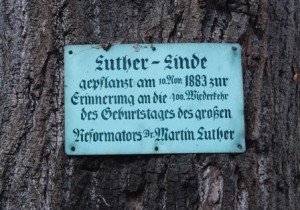 Luther-Linde
gepflanzt am 10. Nov. 1883 zur
Erinnerung an die 400. Wiederkehr
des Geburtstages des großen
Reformators Dr. Martin Luther